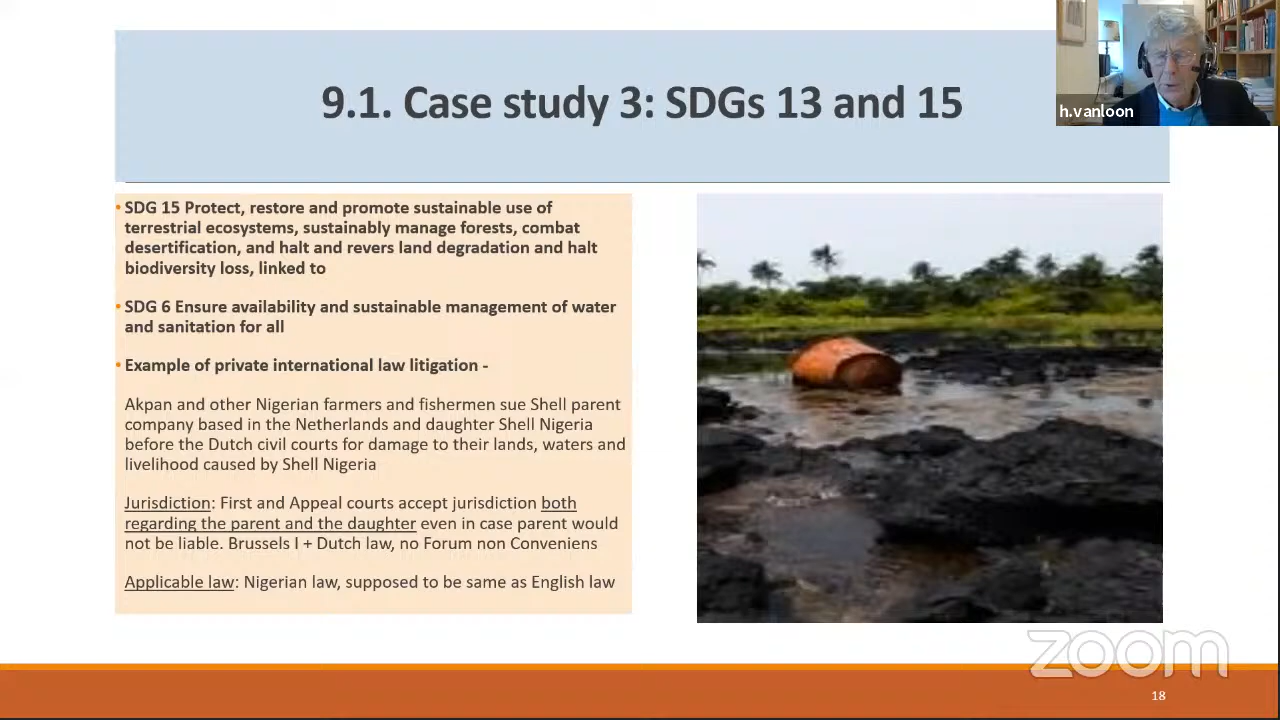 h.vanloon
9.1. Case study 3: SDGs 13 and 15
• SDG 15 Protect, restore and promote sustainable use of
terrestrial ecosystems, sustainably manage forests, combat
desertification, and halt and revers land degradation and halt
biodiversity loss, linked to
• SDG 6 Ensure availability and sustainable management of water
and sanitation for all
• Example of private international law litigation -
Akpan and other Nigerian farmers and fishermen sue Shell parent
company based in the Netherlands and daughter Shell Nigeria
before the Dutch civil courts for damage to their lands, waters and
livelihood caused by Shell Nigeria
Jurisdiction: First and Appeal courts accept jurisdiction both
regarding the parent and the daughter even in case parent would
not be liable. Brussels I + Dutch law, no Forum non Conveniens
Applicable law: Nigerian law, supposed to be same as English law
zoom
18